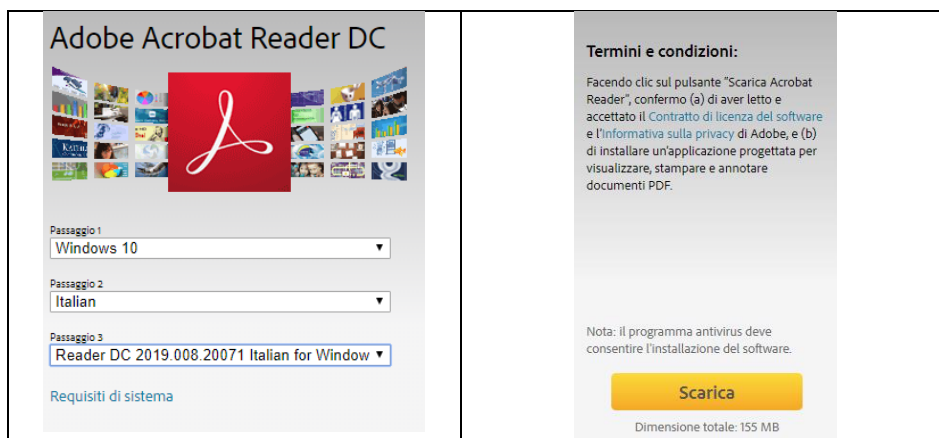 Adobe Acrobat Reader DC
Passaggio 1
Windows 10
Passaggio 2
Italian
Passaggio 3
Reader DC 2019.008.20071 Italian for Window
Requisiti di sistema
Termini e condizioni:
Facendo clic sul pulsante "Scarica Acrobat
Reader", confermo (a) di aver letto e
accettato il Contratto di licenza del software
e l'Informativa sulla privacy di Adobe, e (b)
di installare un'applicazione progettata per
visualizzare, stampare e annotare
documenti PDF.
Nota: il programma antivirus deve
consentire l'installazione del software.
Scarica
Dimensione totale: 155 MB